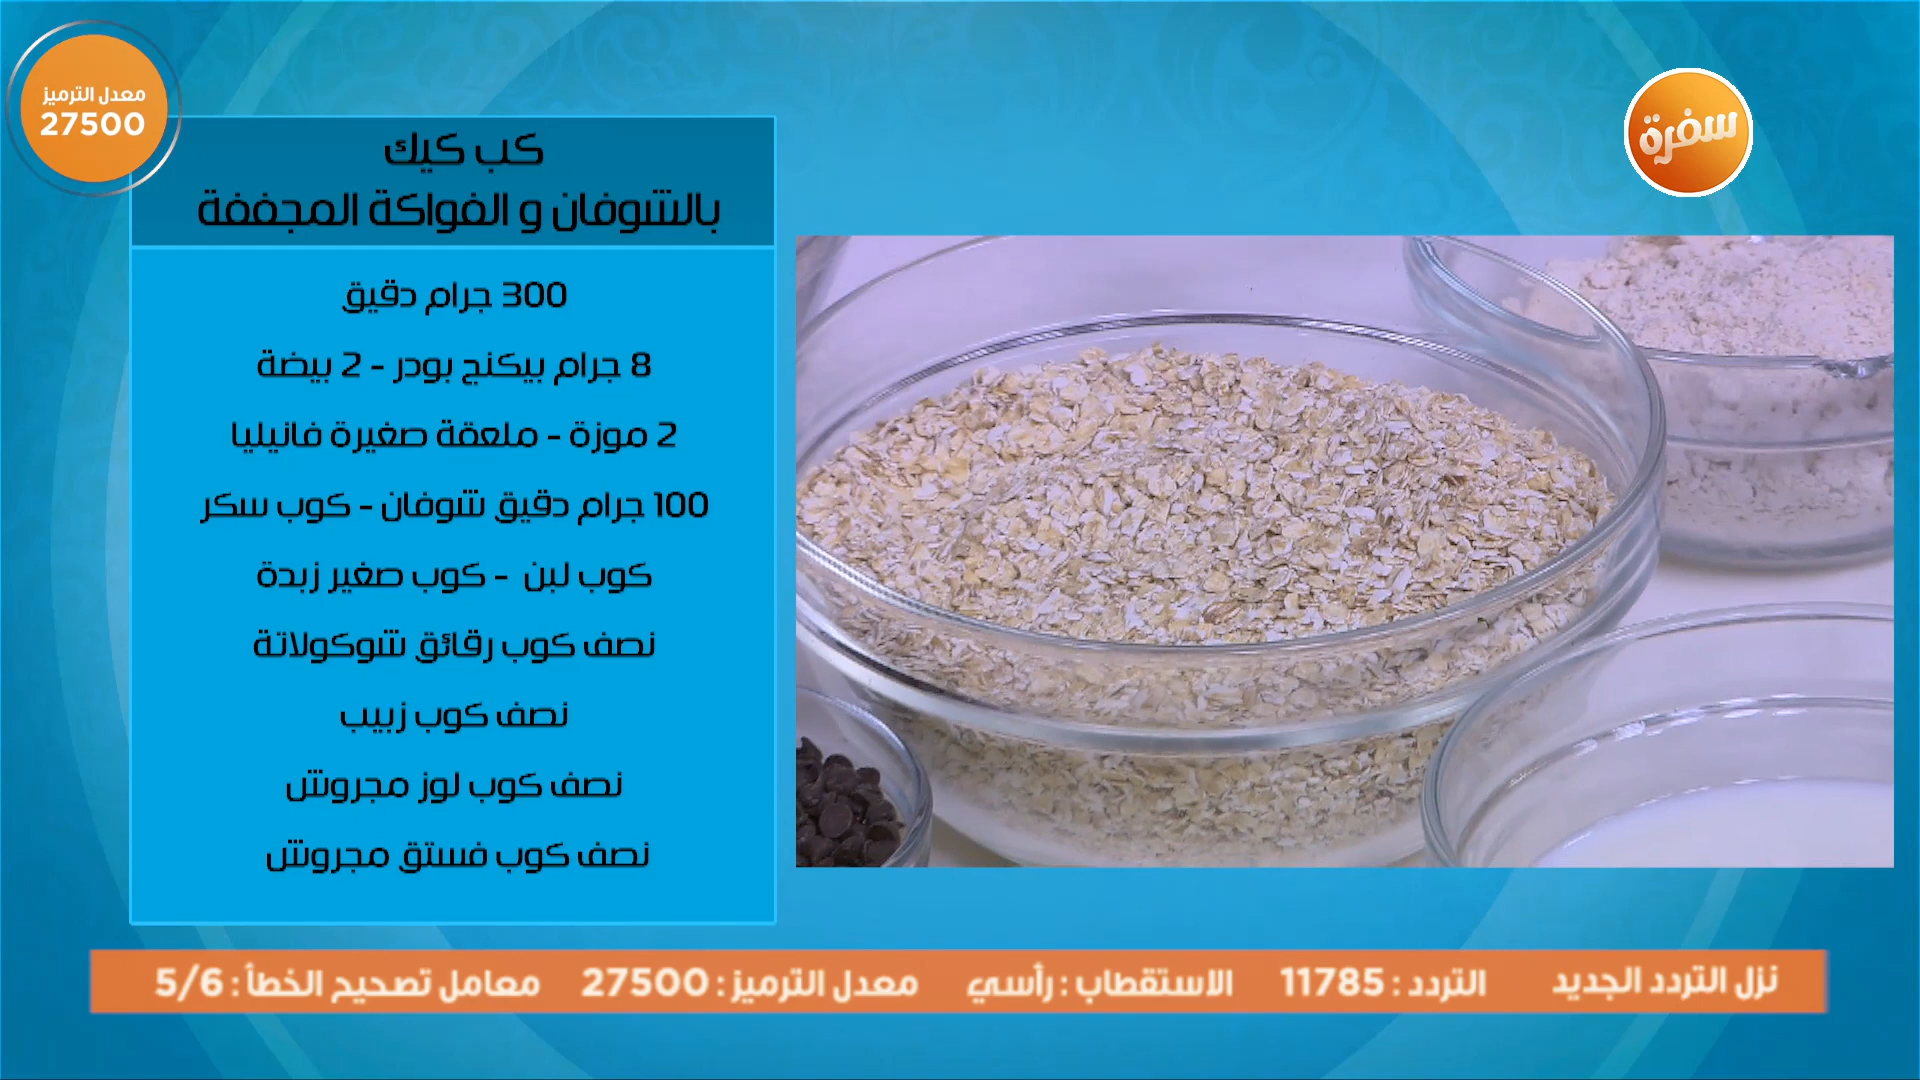 معدل الترميز
27500
سفرة
كب كيك
بالشوفان و الفواكة المجففة
300 جرام دقيق
8 جرام بيكنج بودر - 2 بيضة
2 موزة - ملعقة صغيرة فانيليا
100 جرام دقيق شوفان - كوب سكر
كوب لبن - كوب صغير زبدة
نصف كوب رقائق شوكولاتة
نصف كوب زبيب
نصف كوب لوز مجروش
نصف كوب فستق مجروش
نزل التردد الجديد التردد : 11785 الاستقطاب : رأسي معدل الترميز : 27500 معامل تصحيح الخطأ : 5/6